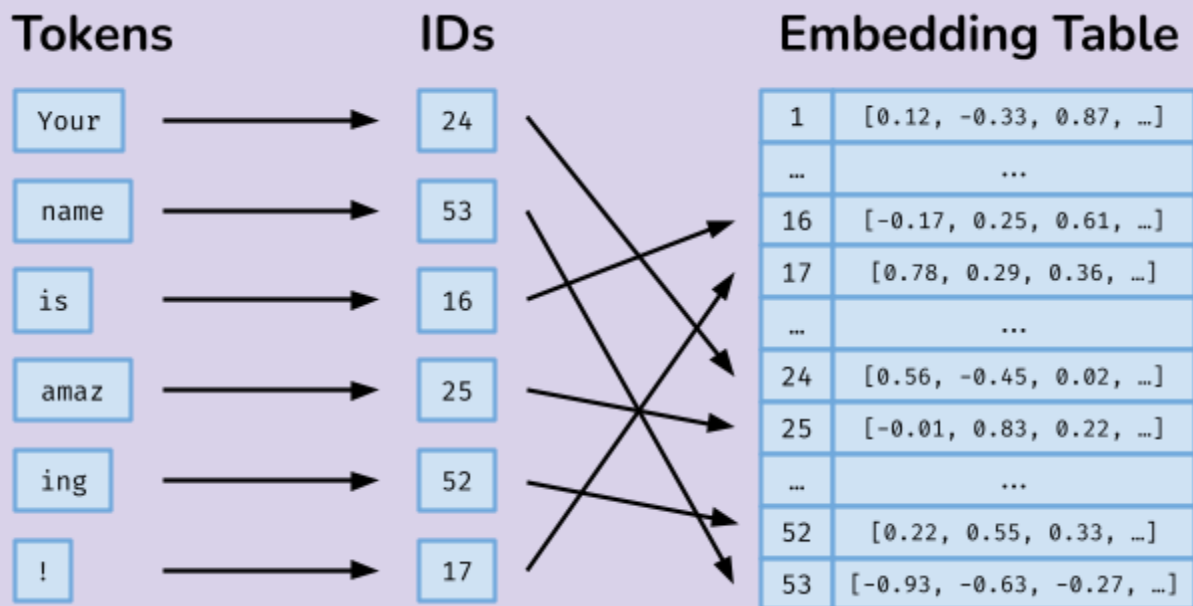 Tokens IDs Embedding Table
Your 24 1 [0.12, -0.33, 0.87, …]
… …
name 53 16 [-0.17, 0.25, 0.61, …]
17 [0.78, 0.29, 0.36, …]
is 16 … …
amaz 25 24 [0.56, -0.45, 0.02, …]
25 [-0.01, 0.83, 0.22, …]
ing 52 … …
52 [0.22, 0.55, 0.33, …]
! 17 53 [-0.93, -0.63, -0.27, …]